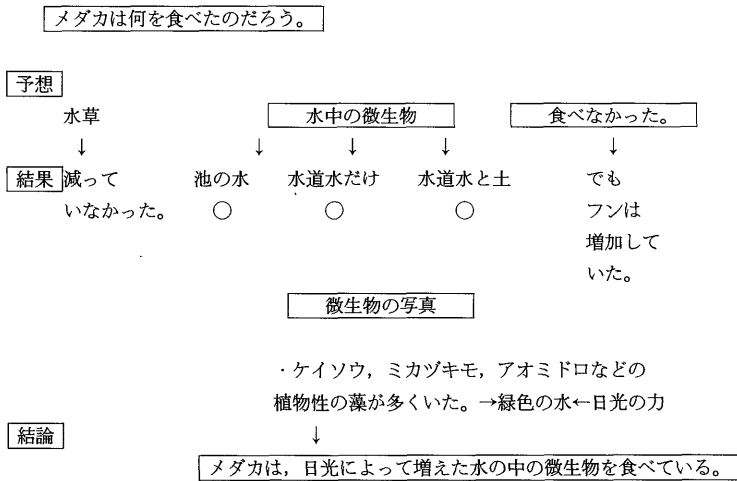 メダカは何を食べたのだろう。
予想
水草 水中の微生物 食べなかった。
↓ ↓ ↓ ↓ ↓
結果 減って 池の水 水道水だけ 水道水と土 でも
いなかった。 ○ ○ ○ フンは
増加して
いた。
微生物の写真
・ケイソウ，ミカヅキモ，アオミドロなどの
植物性の藻が多くいた。→緑色の水←日光の力
結論 ↓
メダカは，日光によって増えた水の中の微生物を食べている。